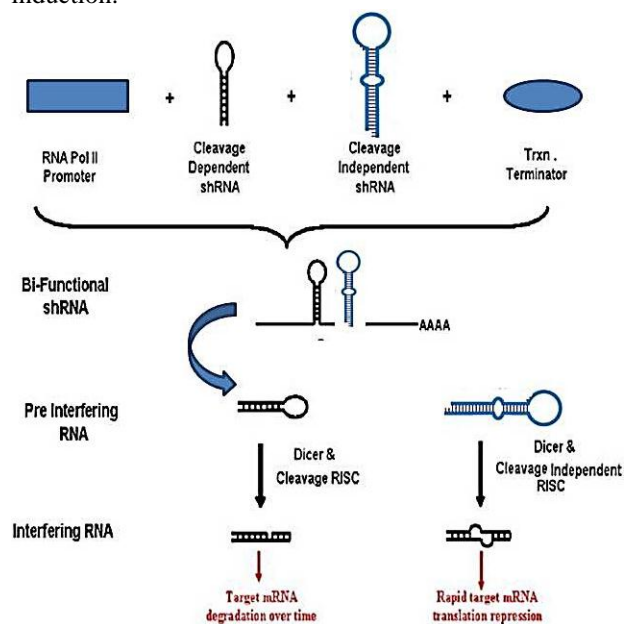 induction.
+
+
+
RNA Pol II
Promoter
Cleavage
Dependent
shRNA
Cleavage
Independent
shRNA
Trxn .
Terminator
Bi-Functional
shRNA
AAAA
Pre Interfering
RNA
Dicer &
Cleavage RISC
Dicer &
Cleavage Independent
RISC
Interfering RNA
Target mRNA
degradation over time
Rapid target mRNA
translation repression